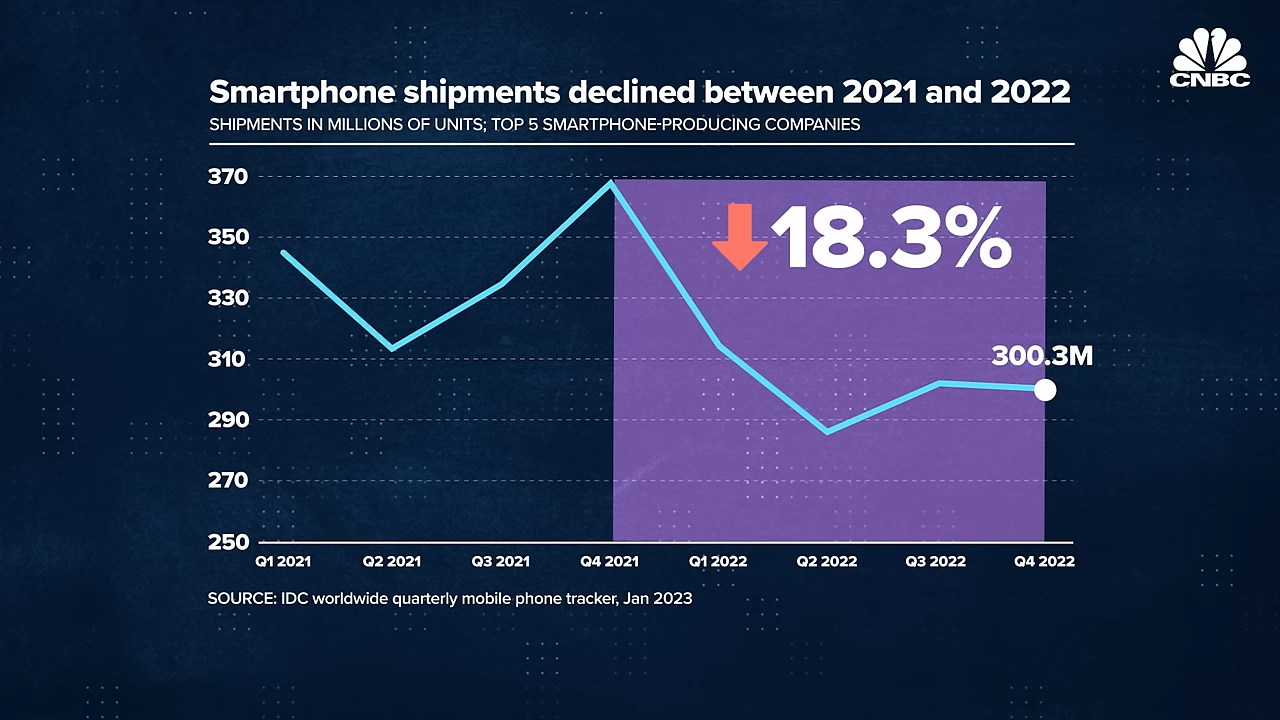 CNBC
Smartphone shipments declined between 2021 and 2022
SHIPMENTS IN MILLIONS OF UNITS; TOP 5 SMARTPHONE-PRODUCING COMPANIES
370
18.3%
350
330
310
300.3M
290
270
250
Q1 2021 Q2 2021 Q3 2021 Q4 2021 Q1 2022 Q2 2022 Q3 2022 Q4 2022
SOURCE: IDC worldwide quarterly mobile phone tracker, Jan 2023